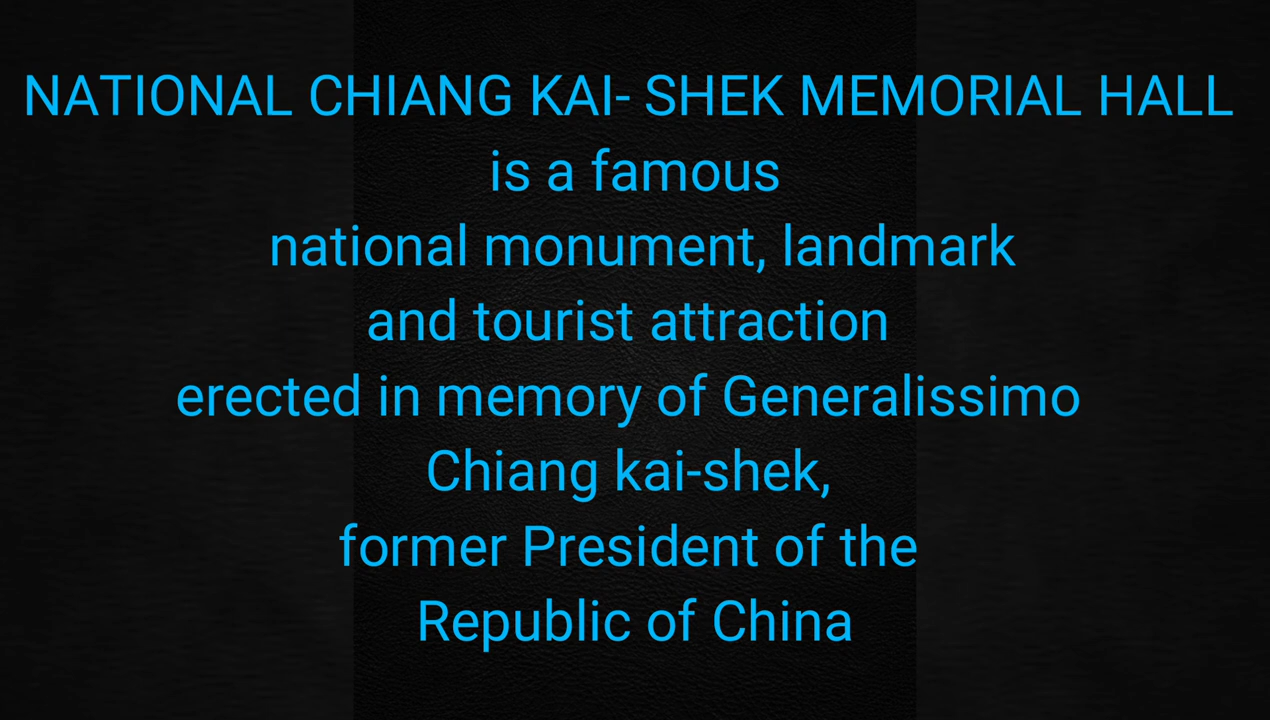 NATIONAL CHIANG KAI- SHEK MEMORIAL HALL
is a famous
national monument, landmark
and tourist attraction
erected in memory of Generalissimo
Chiang kai-shek,
former President of the
Republic of China